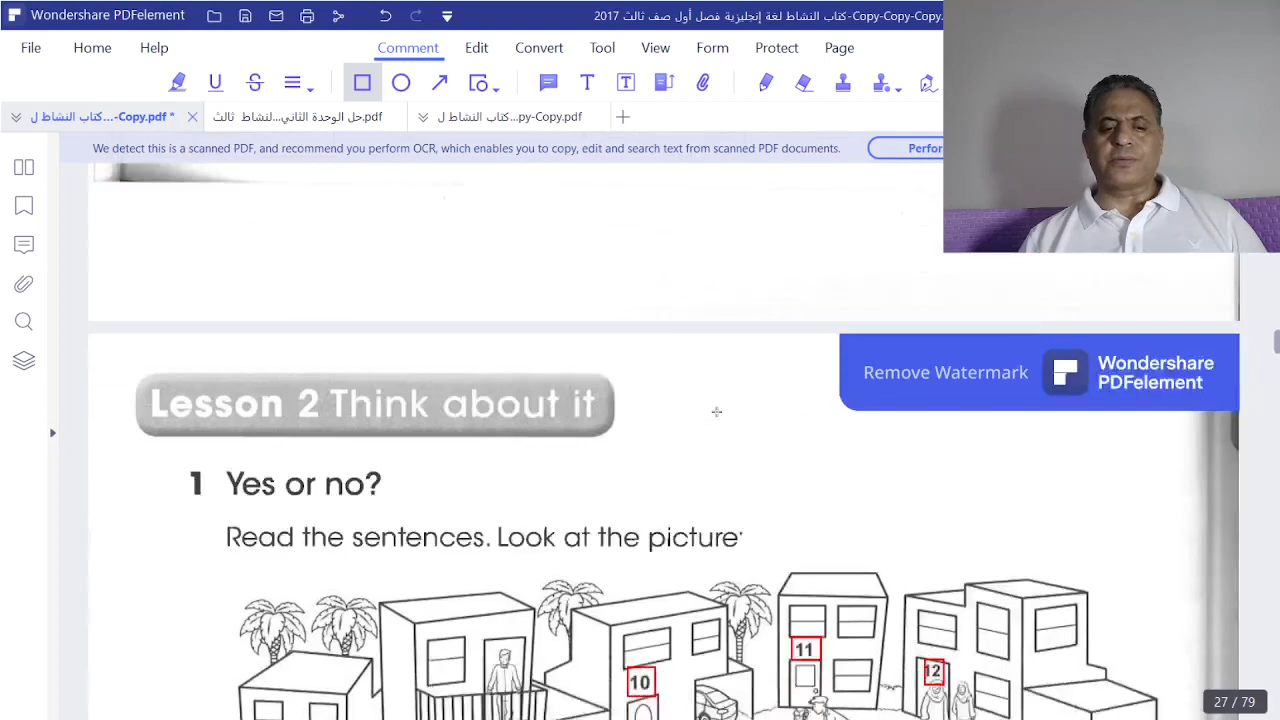 Wondershare PDFelement
كتاب النشاط لغة إنجليزية فصل أول صف ثالث 2017-Copy-Copy-Copy.
File Home Help Comment Edit Convert Tool View Form Protect Page
كتاب النشاط ل...-Copy.pdf *
حل الوحدة الثاني...لنشاط ثالث.pdf
كتاب النشاط ل...py-Copy.pdf
We detect this is a scanned PDF, and recommend you perform OCR, which enables you to copy, edit and search text from scanned PDF documents.
Perfor
Remove Watermark
Wondershare
PDFelement
Lesson 2 Think about it
1 Yes or no?
Read the sentences. Look at the picture.
11
12
10
27 / 79